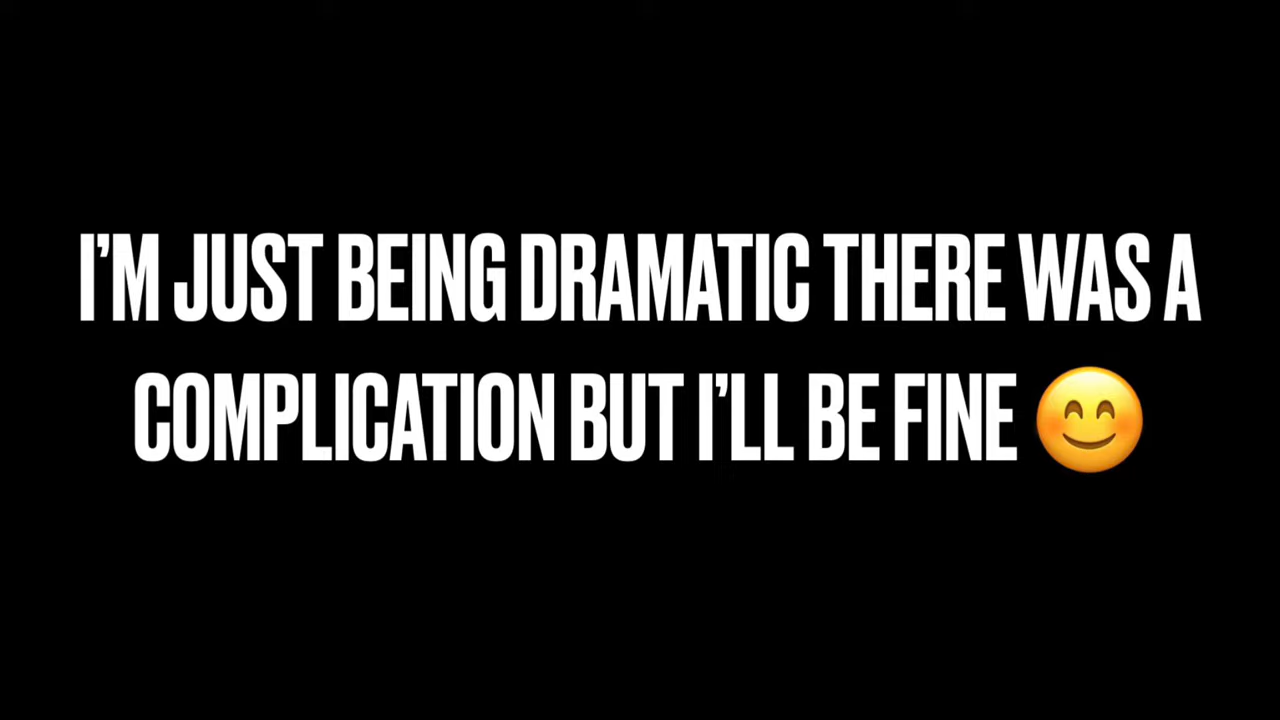 I’M JUST BEING DRAMATIC THERE WAS A
COMPLICATION BUT I’LL BE FINE 😊